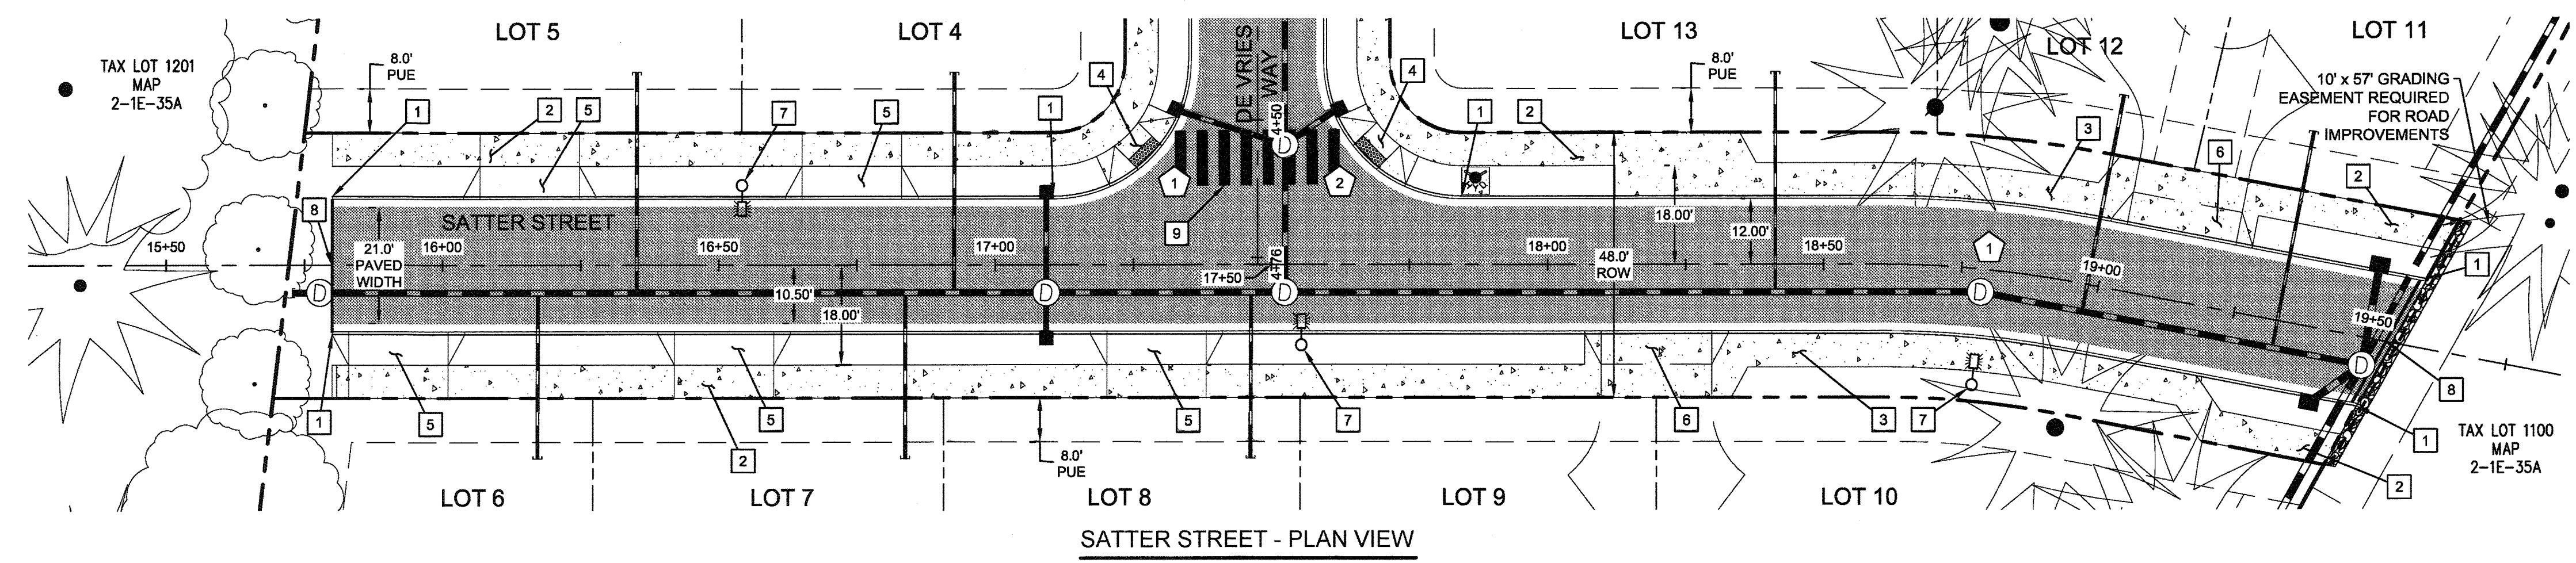 LOT 5
LOT 4
LOT 13
LOT 12
LOT 11
TAX LOT 1201
MAP
2-1E-35A
8.0'
PUE
DE VRIES
WAY
8.0'
PUE
10' x 57' GRADING
EASEMENT REQUIRED
FOR ROAD
IMPROVEMENTS
1
2
5
7
5
1
4
4
1
2
3
6
2
4+50
D
1
2
8
SATTER STREET
9
18.00'
12.00'
48.0'
ROW
15+50
21.0'
PAVED
WIDTH
16+00
16+50
17+00
17+50
4+76
18+00
18+50
1
19+00
1
19+50
D
10.50'
18.00'
D
D
D
D
8
1
5
5
2
8.0'
PUE
5
7
6
3
7
1
2
TAX LOT 1100
MAP
2-1E-35A
LOT 6
LOT 7
LOT 8
LOT 9
LOT 10
SATTER STREET - PLAN VIEW